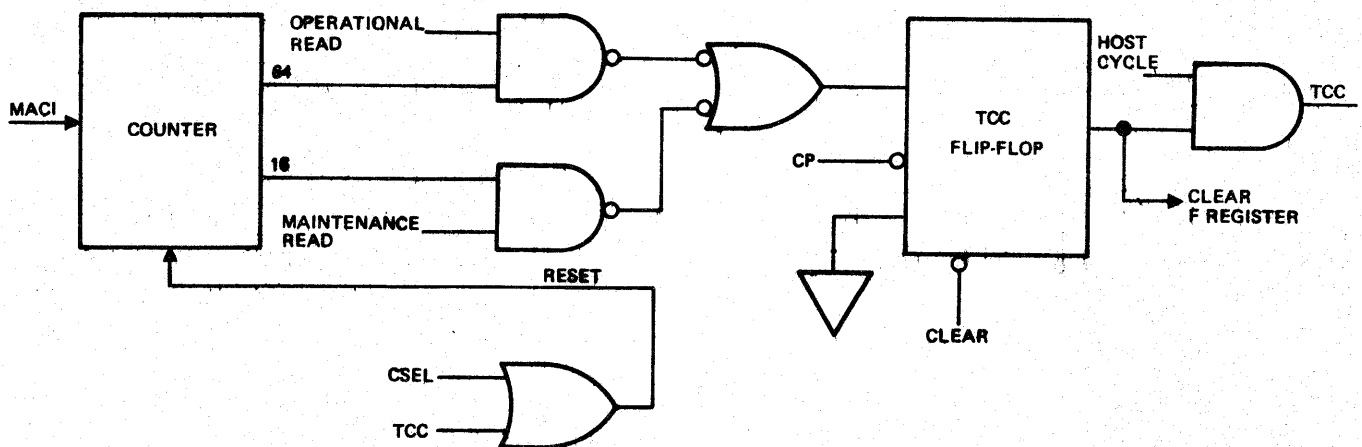 OPERATIONAL
READ
64
MACI
COUNTER
16
MAINTENANCE
READ
RESET
CSEL
TCC
HOST
CYCLE
TCC
TCC
FLIP-FLOP
CP
CLEAR
F REGISTER
CLEAR